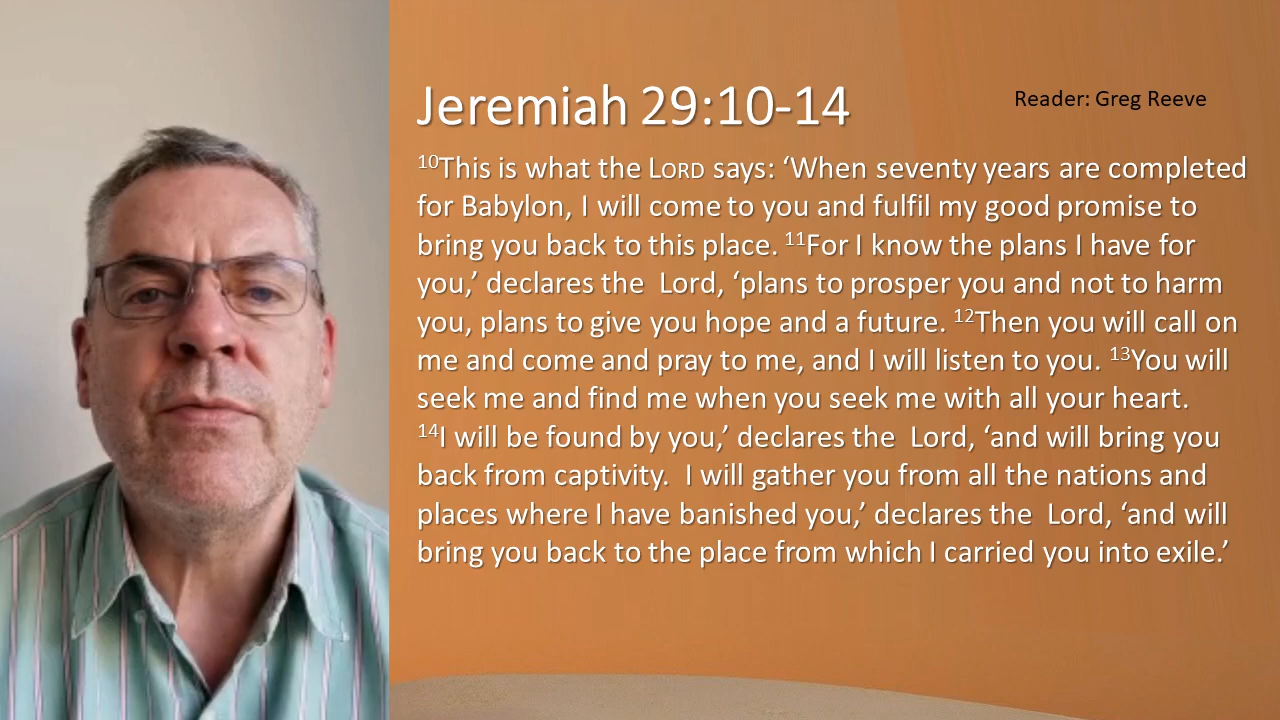 Jeremiah 29:10-14
Reader: Greg Reeve
¹⁰This is what the LORD says: ‘When seventy years are completed
for Babylon, I will come to you and fulfil my good promise to
bring you back to this place. ¹¹For I know the plans I have for
you,’ declares the  Lord, ‘plans to prosper you and not to harm
you, plans to give you hope and a future. ¹²Then you will call on
me and come and pray to me, and I will listen to you. ¹³You will
seek me and find me when you seek me with all your heart.
¹⁴I will be found by you,’ declares the  Lord, ‘and will bring you
back from captivity.  I will gather you from all the nations and
places where I have banished you,’ declares the  Lord, ‘and will
bring you back to the place from which I carried you into exile.’